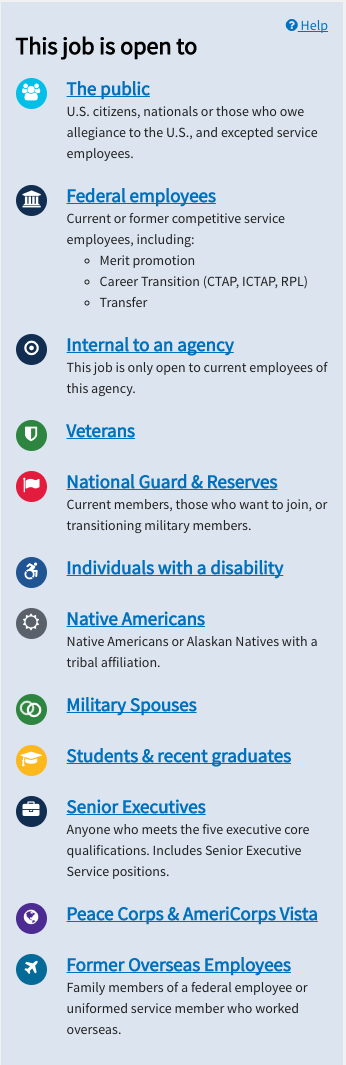 Help
This job is open to
The public
U.S. citizens, nationals or those who owe
allegiance to the U.S., and excepted service
employees.
Federal employees
Current or former competitive service
employees, including:
Merit promotion
Career Transition (CTAP, ICTAP, RPL)
Transfer
Internal to an agency
This job is only open to current employees of
this agency.
Veterans
National Guard & Reserves
Current members, those who want to join, or
transitioning military members.
Individuals with a disability
Native Americans
Native Americans or Alaskan Natives with a
tribal affiliation.
Military Spouses
Students & recent graduates
Senior Executives
Anyone who meets the five executive core
qualifications. Includes Senior Executive
Service positions.
Peace Corps & AmeriCorps Vista
Former Overseas Employees
Family members of a federal employee or
uniformed service member who worked
overseas.